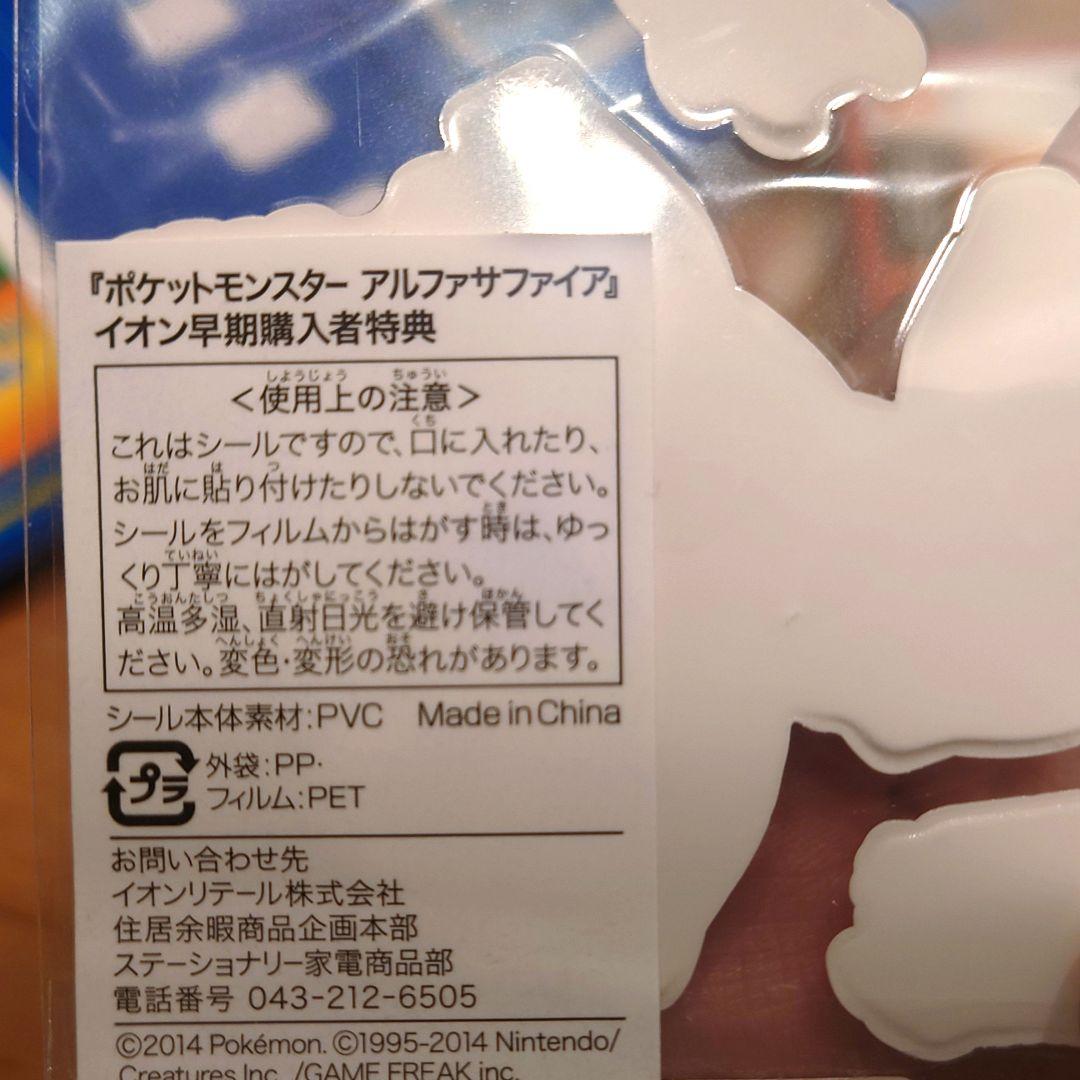 『ポケットモンスター アルファサファイア』
イオン早期購入者特典
＜使用上の注意＞
これはシールですので、口に入れたり、
お肌に貼り付けたりしないでください。
シールをフィルムからはがす時は、ゆっ
くり丁寧にはがしてください。
高温多湿、直射日光を避け保管してく
ださい。変色・変形の恐れがあります。
シール本体素材:PVC Made in China
プラ
外袋:PP・
フィルム:PET
お問い合わせ先
イオンリテール株式会社
住居余暇商品企画本部
ステーショナリー家電商品部
電話番号 043-212-6505
©2014 Pokémon. ©1995-2014 Nintendo/
Creatures Inc. /GAME FREAK inc.